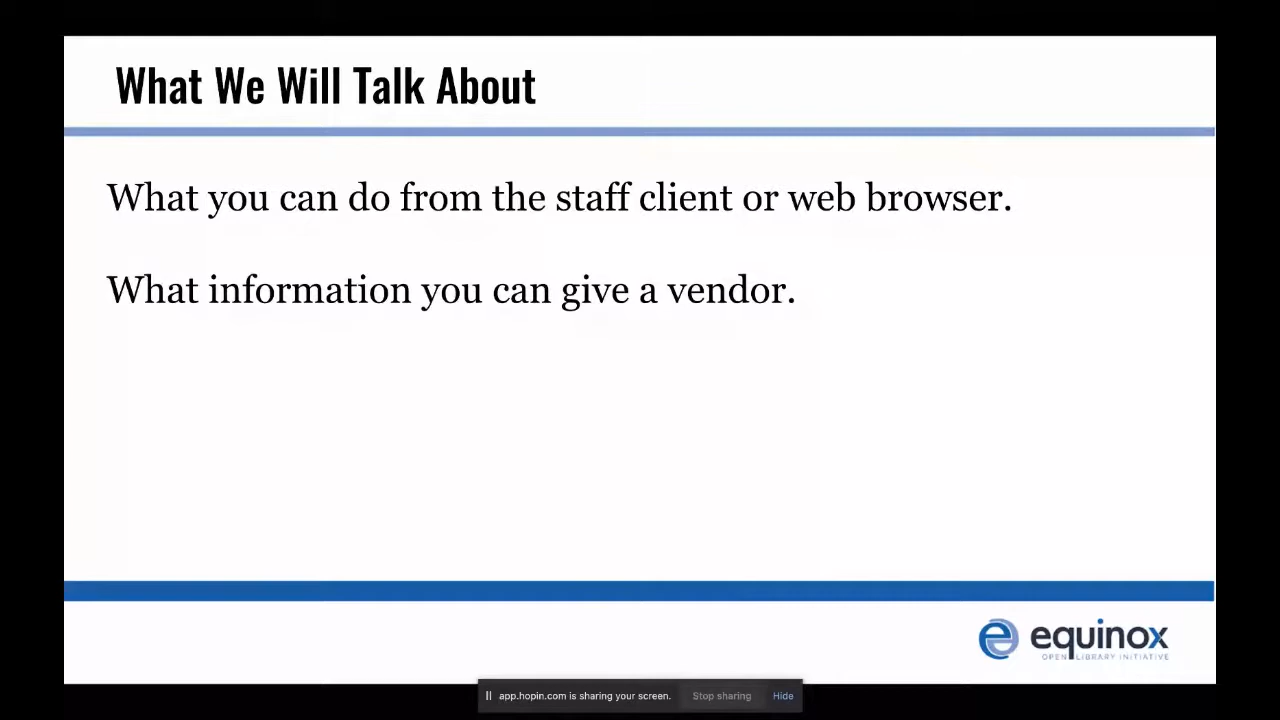 What We Will Talk About
What you can do from the staff client or web browser.
What information you can give a vendor.
equinox
OPEN LIBRARY INITIATIVE
app.hopin.com is sharing your screen.
Stop sharing
Hide